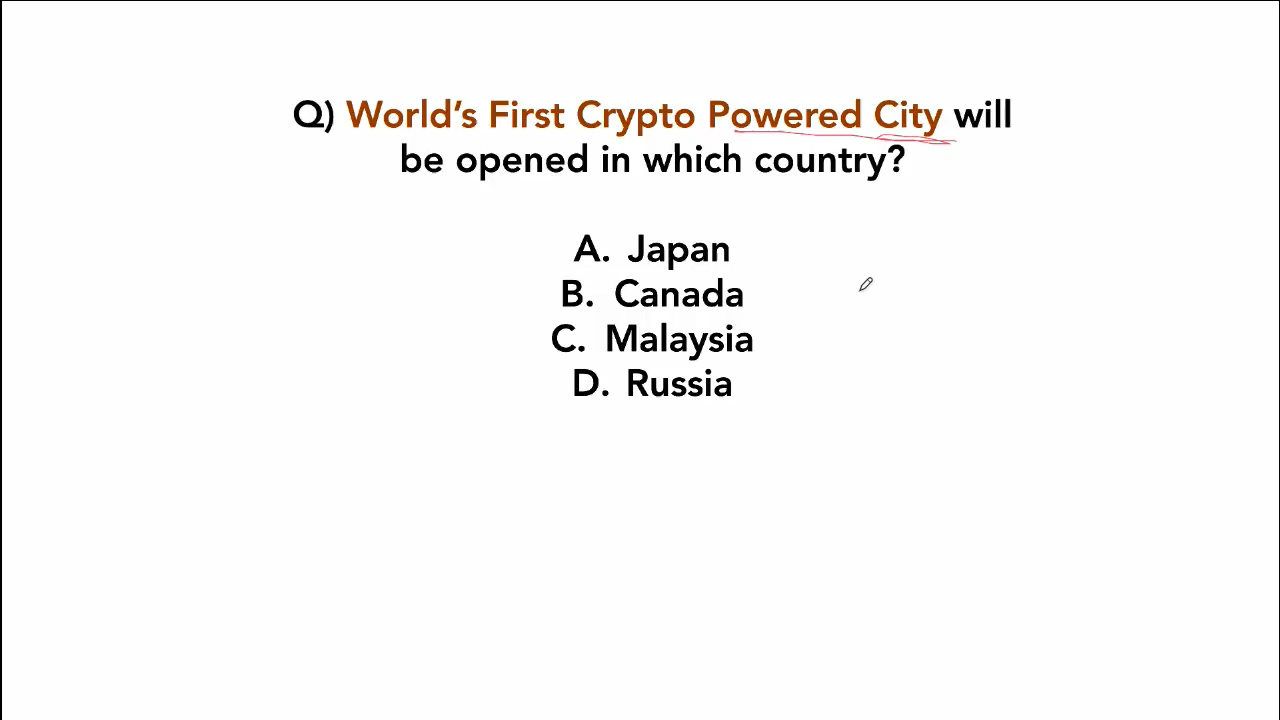 Q) World's First Crypto Powered City will
be opened in which country?
A. Japan
B. Canada
C. Malaysia
D. Russia